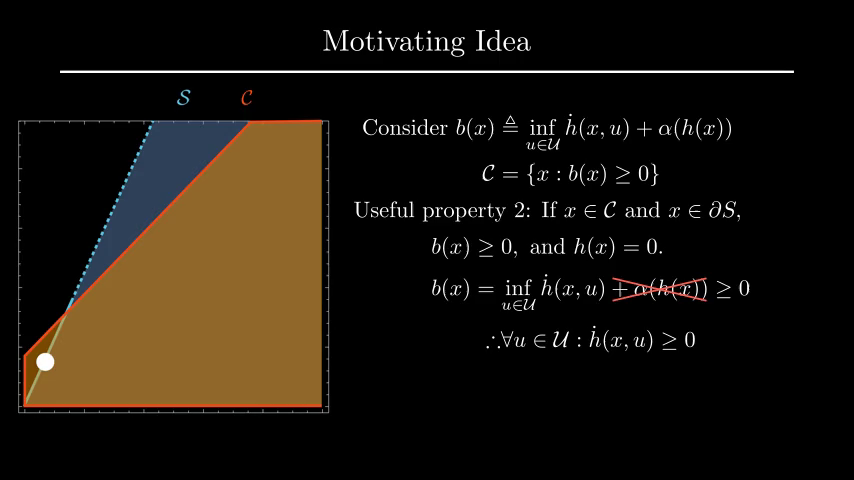 Motivating Idea
𝒮 𝒞
Consider b(x) ≜ inf_{u∈𝒰} ḣ(x, u) + α(h(x))
𝒞 = {x : b(x) ≥ 0}
Useful property 2: If x ∈ 𝒞 and x ∈ ∂S,
b(x) ≥ 0, and h(x) = 0.
b(x) = inf_{u∈𝒰} ḣ(x, u) + α(h(x)) ≥ 0
∴∀u ∈ 𝒰 : ḣ(x, u) ≥ 0